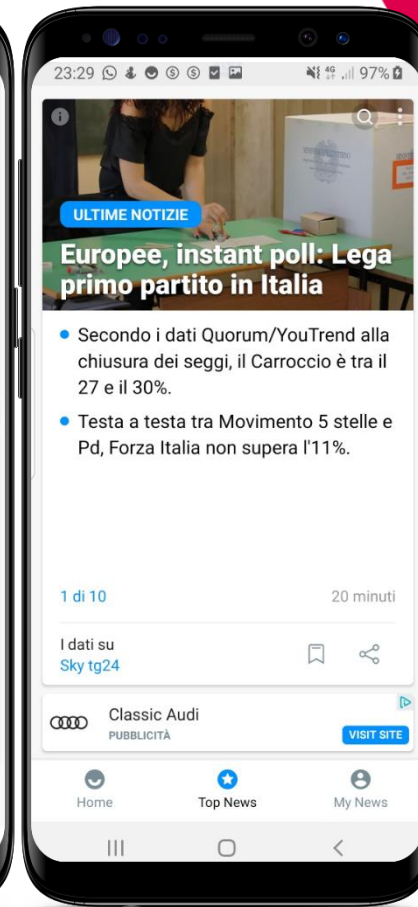 23:29 4G 97%
ULTIME NOTIZIE
Europee, instant poll: Lega
primo partito in Italia
Secondo i dati Quorum/YouTrend alla
chiusura dei seggi, il Carroccio è tra il
27 e il 30%.
Testa a testa tra Movimento 5 stelle e
Pd, Forza Italia non supera l'11%.
1 di 10 20 minuti
I dati su
Sky tg24
Classic Audi
PUBBLICITÀ
VISIT SITE
Home Top News My News